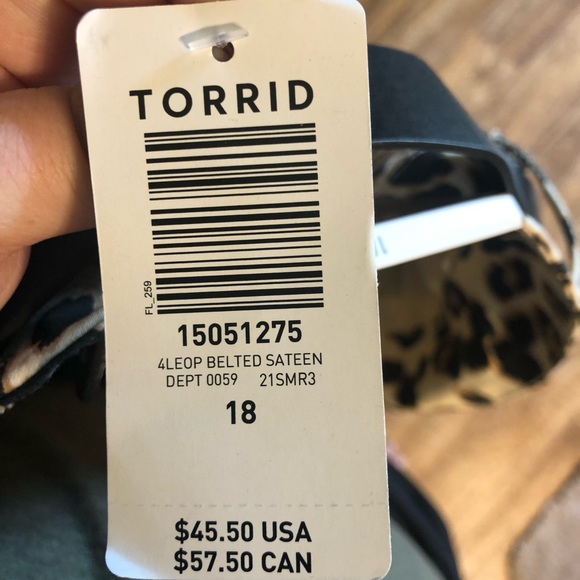 TORRID
FL_259
15051275
4LEOP BELTED SATEEN
DEPT 0059 21SMR3
18
$45.50 USA
$57.50 CAN